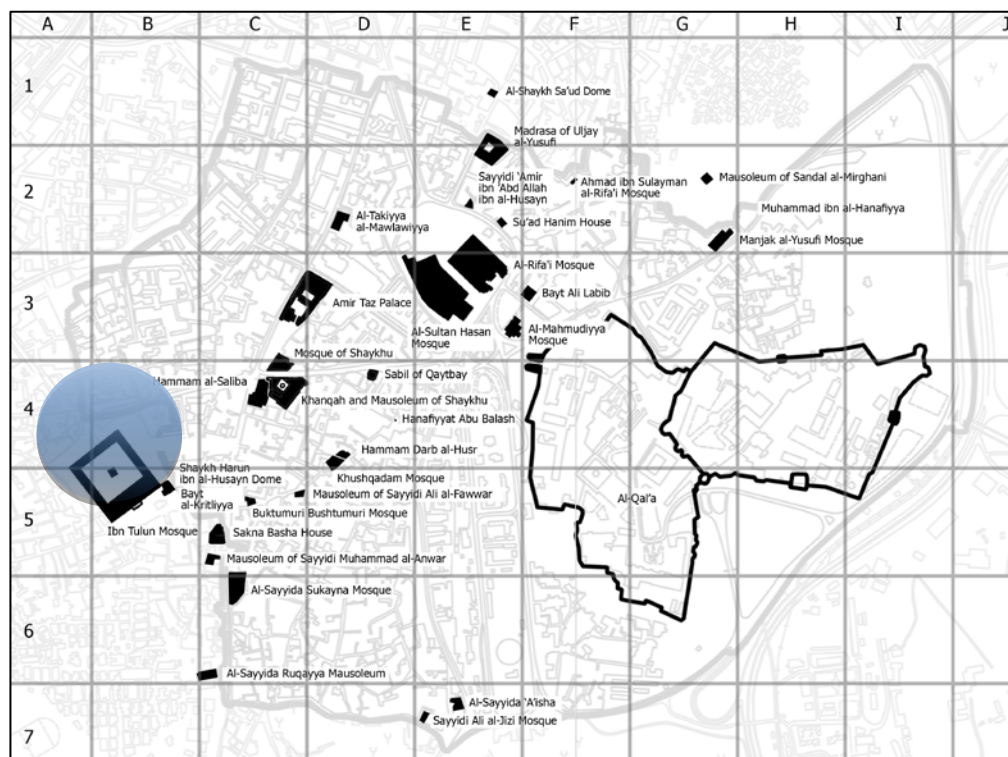 A B C D E F G H I J
1
Al-Shaykh Sa'ud Dome
Madrasa of Uljay
al-Yusufi
2
Sayyidi 'Amir
ibn 'Abd Allah
ibn al-Husayn
Ahmad ibn Sulayman
al-Rifa'i Mosque
Mausoleum of Sandal al-Mirghani
Muhammad ibn al-Hanafiyya
Al-Takiyya
al-Mawlawiyya
Su'ad Hanim House
Manjak al-Yusufi Mosque
3
Al-Rifa'i Mosque
Bayt Ali Labib
Amir Taz Palace
Al-Sultan Hasan
Mosque
Al-Mahmudiyya
Mosque
Mosque of Shaykhu
4
Hammam al-Saliba
Sabil of Qaytbay
Khanqah and Mausoleum of Shaykhu
Hanafiyyat Abu Balash
Hammam Darb al-Husr
Khushqadam Mosque
5
Shaykh Harun
ibn al-Husayn Dome
Bayt
al-Kritliyya
Mausoleum of Sayyidi Ali al-Fawwar
Buktumuri Bushtumuri Mosque
Al-Qal'a
Ibn Tulun Mosque
Sakna Basha House
Mausoleum of Sayyidi Muhammad al-Anwar
Al-Sayyida Sukayna Mosque
6
Al-Sayyida Ruqayya Mausoleum
7
Al-Sayyida 'A'isha
Sayyidi Ali al-Jizi Mosque